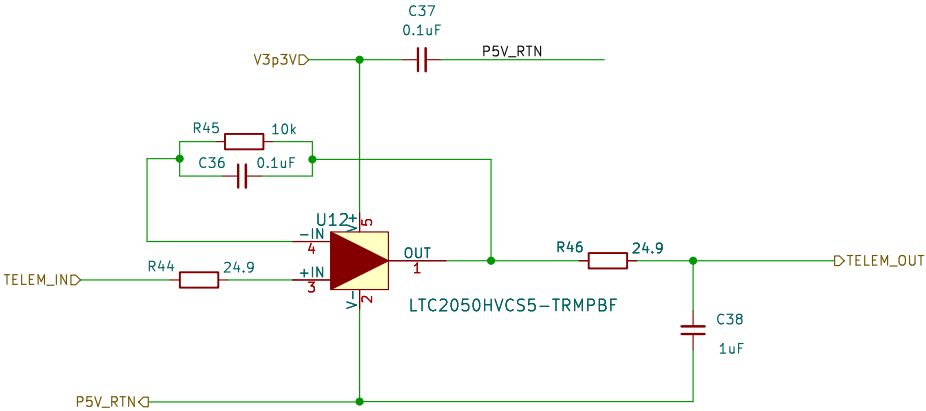 C37
0.1uF
V3p3V
P5V_RTN
R45
10k
C36
0.1uF
U12
V+
5
-IN
4
OUT
1
R46
24.9
R44
24.9
+IN
3
TELEM_IN
TELEM_OUT
V-
2
LTC2050HVCS5-TRMPBF
C38
1uF
P5V_RTN